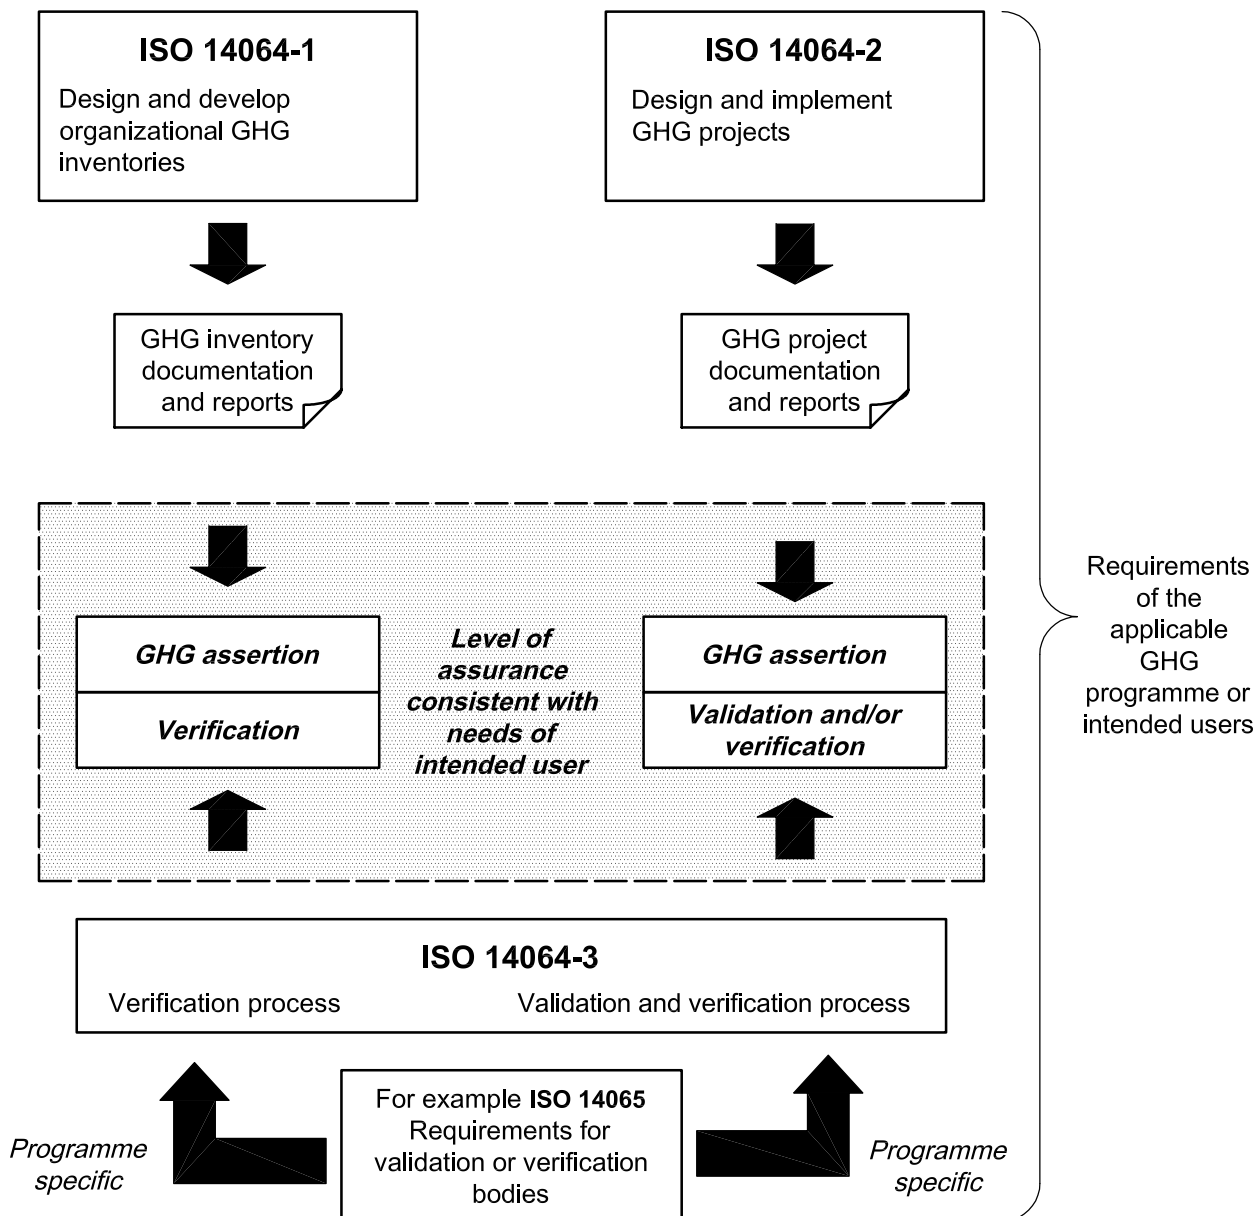 ISO 14064-1
Design and develop
organizational GHG
inventories
ISO 14064-2
Design and implement
GHG projects
GHG inventory
documentation
and reports
GHG project
documentation
and reports
GHG assertion
Verification
Level of
assurance
consistent with
needs of
intended user
GHG assertion
Validation and/or
verification
Requirements
of the
applicable
GHG
programme or
intended users
ISO 14064-3
Verification process
Validation and verification process
Programme
specific
For example ISO 14065
Requirements for
validation or verification
bodies
Programme
specific